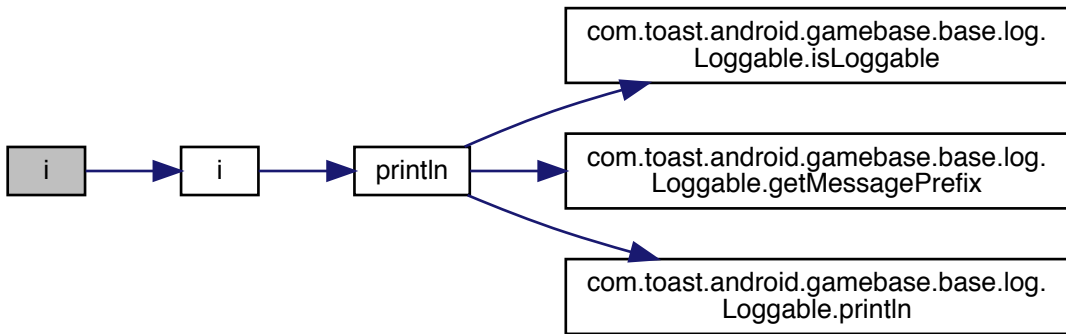 i
i
println
com.toast.android.gamebase.base.log.
Loggable.isLoggable
com.toast.android.gamebase.base.log.
Loggable.getMessagePrefix
com.toast.android.gamebase.base.log.
Loggable.println